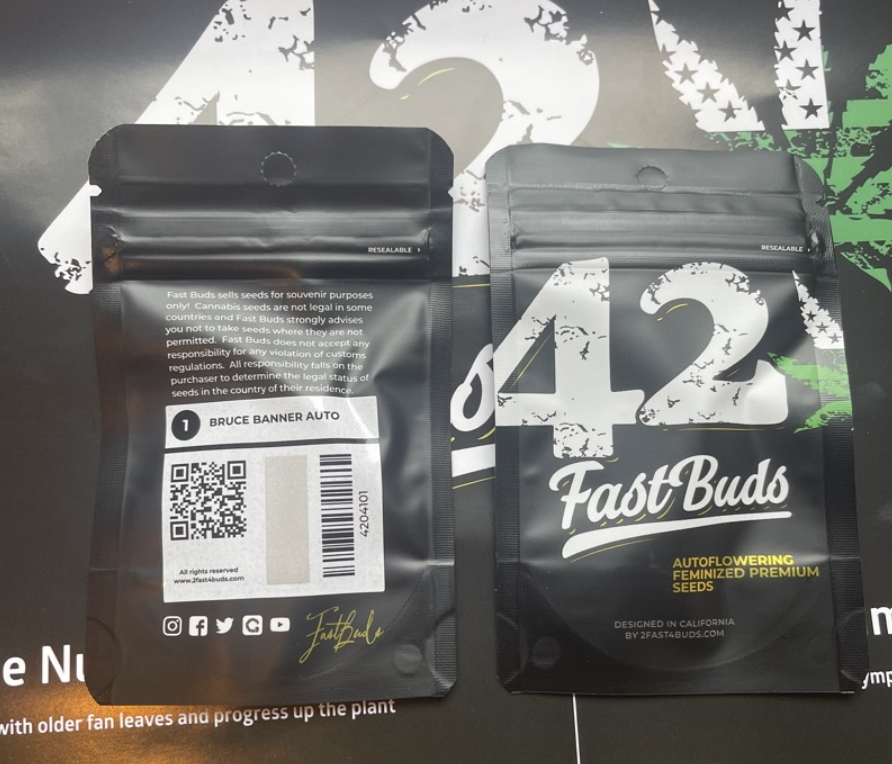 42
RESEALABLE
Fast Buds sells seeds for souvenir purposes
only! Cannabis seeds are not legal in some
countries and Fast Buds strongly advises
you not to take seeds where they are not
permitted. Fast Buds does not accept any
responsibility for any violation of customs
regulations. All responsibility falls on the
purchaser to determine the legal status of
seeds in the country of their residence.
1 BRUCE BANNER AUTO
4204101
All rights reserved
www.2fast4buds.com
FastBuds
RESEALABLE
42
FastBuds
AUTOFLOWERING
FEMINIZED PREMIUM
SEEDS
DESIGNED IN CALIFORNIA
BY 2FAST4BUDS.COM
with older fan leaves and progress up the plant